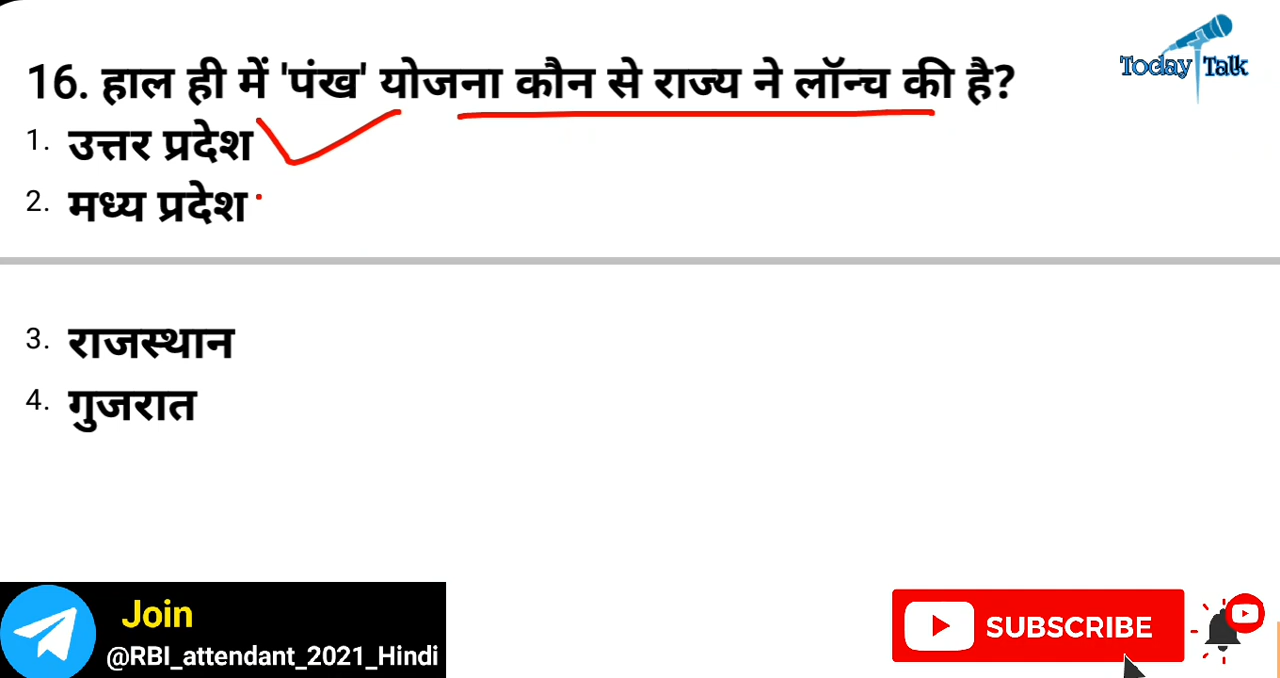 Today Talk
16. हाल ही में 'पंख' योजना कौन से राज्य ने लॉन्च की है?
1. उत्तर प्रदेश
2. मध्य प्रदेश
3. राजस्थान
4. गुजरात
Join
@RBI_attendant_2021_Hindi
SUBSCRIBE